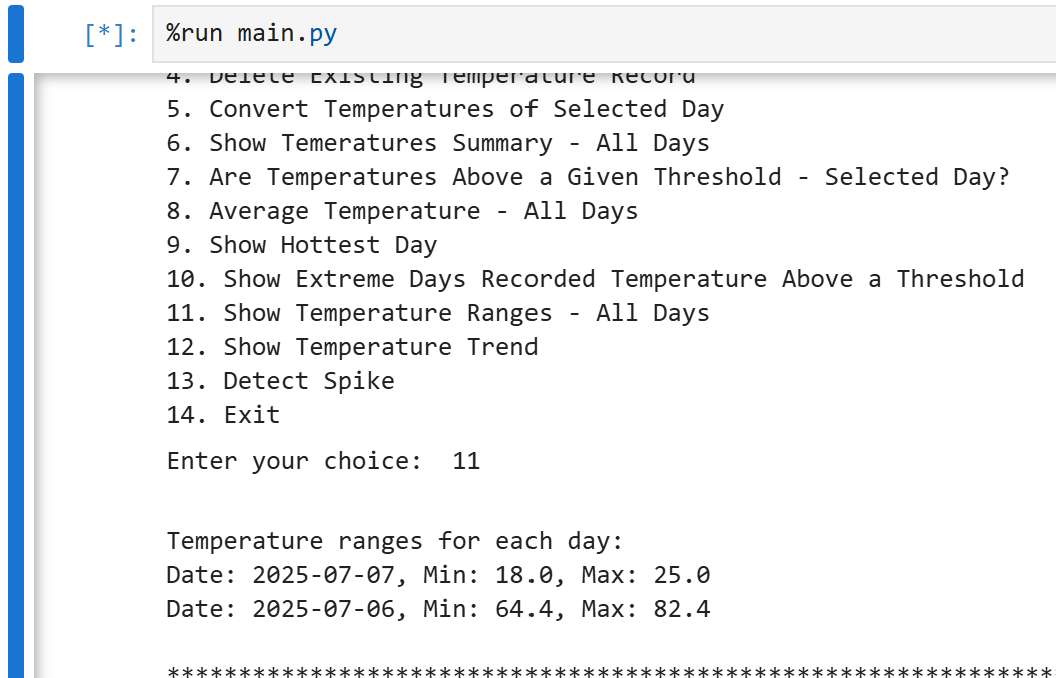 [*]: %run main.py
4. Delete Existing Temperature Record
5. Convert Temperatures of Selected Day
6. Show Temeratures Summary - All Days
7. Are Temperatures Above a Given Threshold - Selected Day?
8. Average Temperature - All Days
9. Show Hottest Day
10. Show Extreme Days Recorded Temperature Above a Threshold
11. Show Temperature Ranges - All Days
12. Show Temperature Trend
13. Detect Spike
14. Exit
Enter your choice:  11
Temperature ranges for each day:
Date: 2025-07-07, Min: 18.0, Max: 25.0
Date: 2025-07-06, Min: 64.4, Max: 82.4
**************************************************************